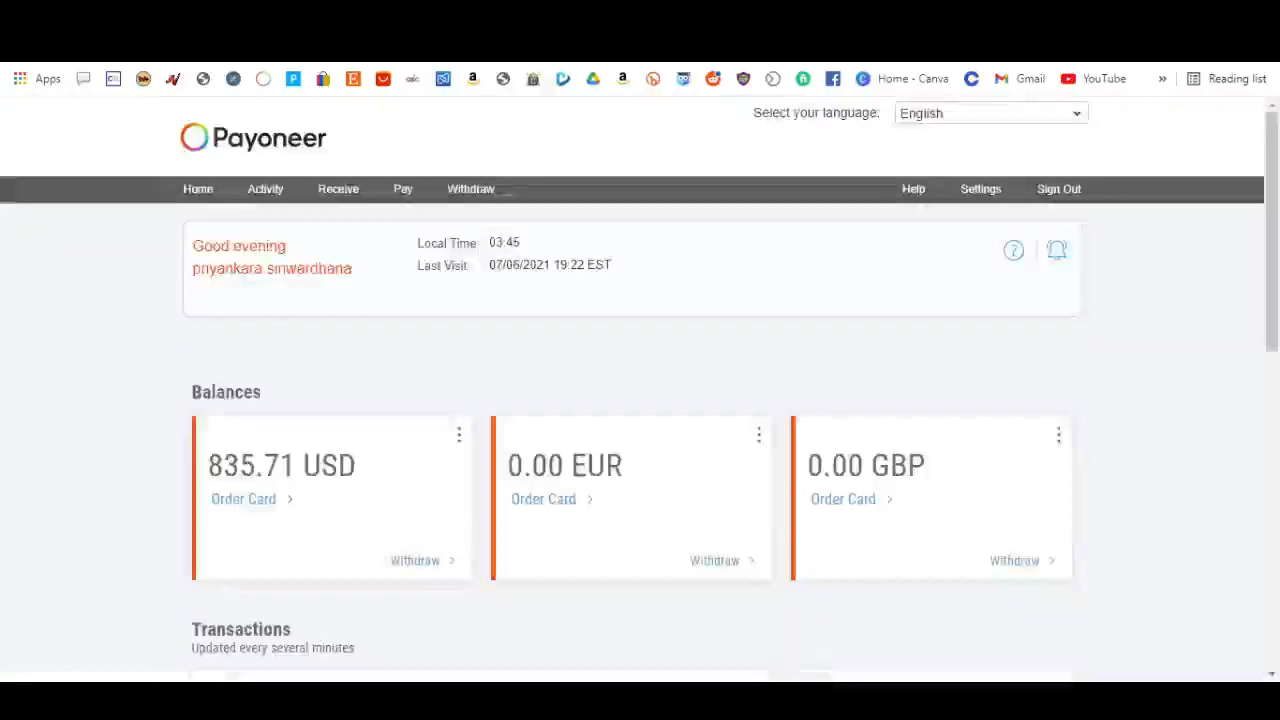 Apps Home - Canva Gmail YouTube » Reading list
Select your language: English
Payoneer
Home Activity Receive Pay Withdraw Help Settings Sign Out
Good evening
Local Time 03:45
priyankara siriwardhana
Last Visit 07/06/2021 19:22 EST
Balances
835.71 USD 0.00 EUR 0.00 GBP
Order Card > Order Card > Order Card >
Withdraw > Withdraw > Withdraw >
Transactions
Updated every several minutes